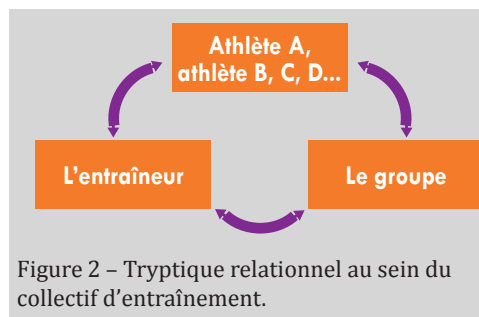 Athlète A,
athlète B, C, D...
L'entraîneur
Le groupe
Figure 2 – Tryptique relationnel au sein du
collectif d'entraînement.